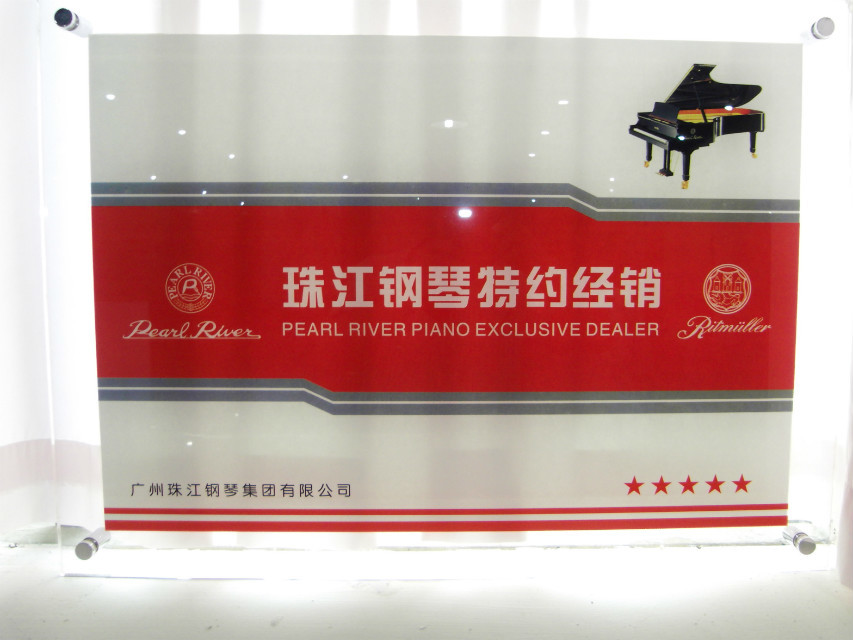 PEARL RIVER
Pearl River
珠江钢琴特约经销
PEARL RIVER PIANO EXCLUSIVE DEALER
Ritmüller
广州珠江钢琴集团有限公司